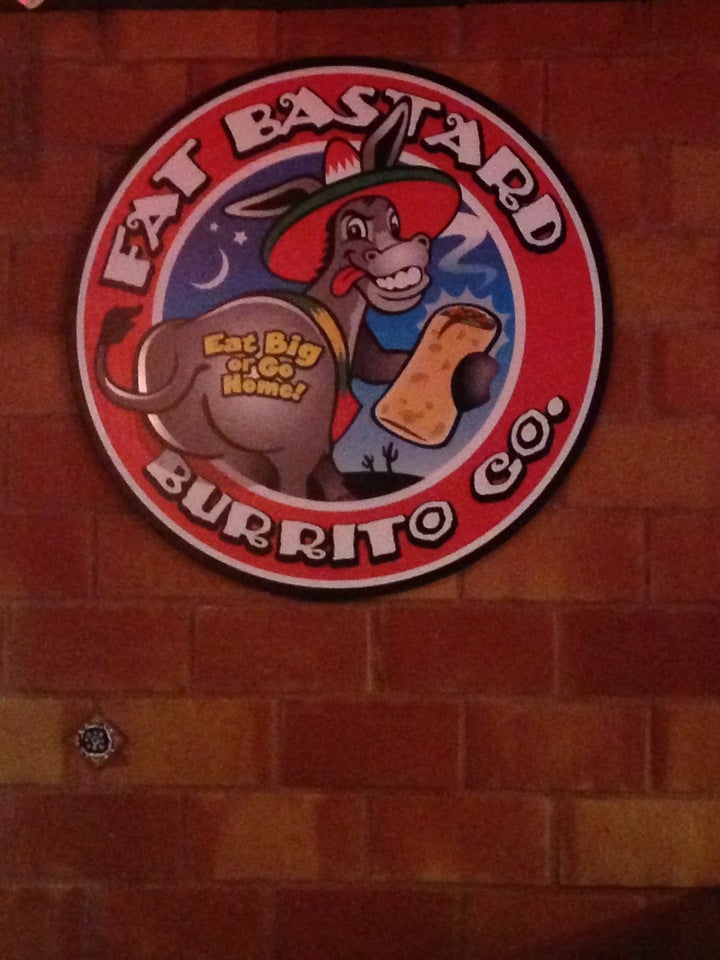 FAT BASTARD
Eat Big
or Go
Home!
BURRITO CO.